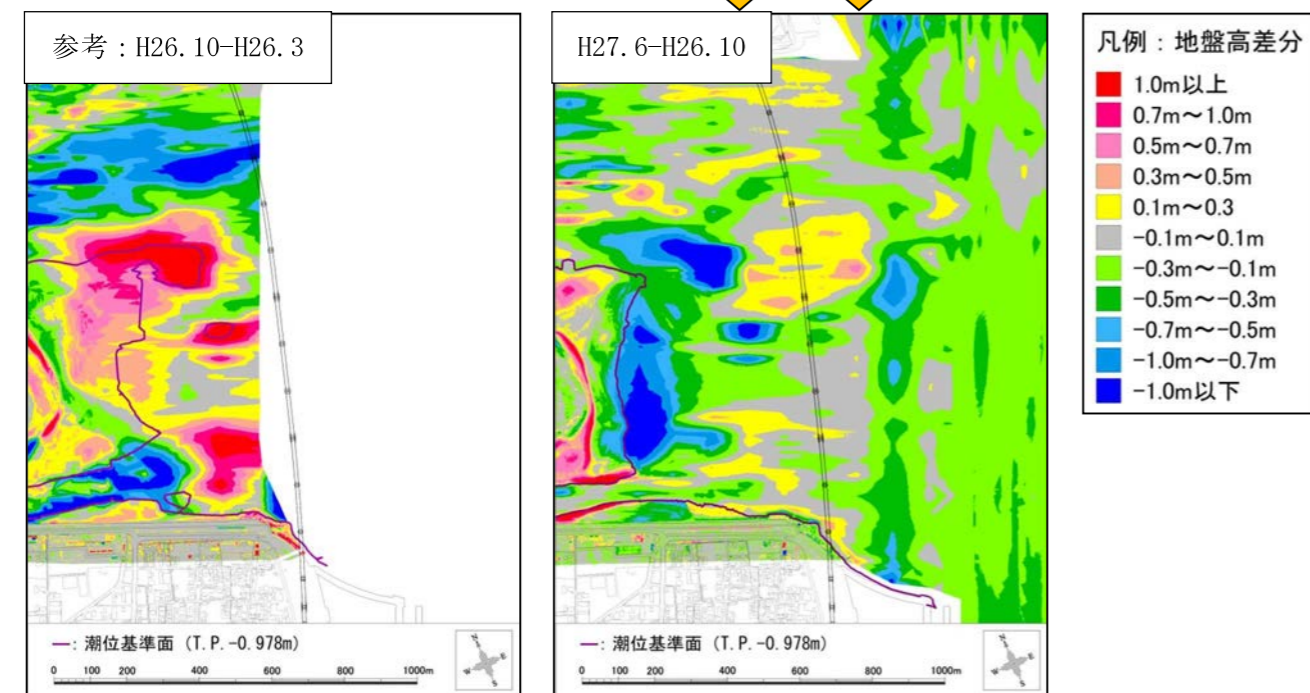 参考：H26.10-H26.3
H27.6-H26.10
凡例：地盤高差分
1.0m以上
0.7m～1.0m
0.5m～0.7m
0.3m～0.5m
0.1m～0.3
-0.1m～0.1m
-0.3m～-0.1m
-0.5m～-0.3m
-0.7m～-0.5m
-1.0m～-0.7m
-1.0m以下
―: 潮位基準面 (T.P.-0.978m)
0 100 200 400 600 800 1000m
―: 潮位基準面 (T.P.-0.978m)
0 100 200 400 600 800 1000m